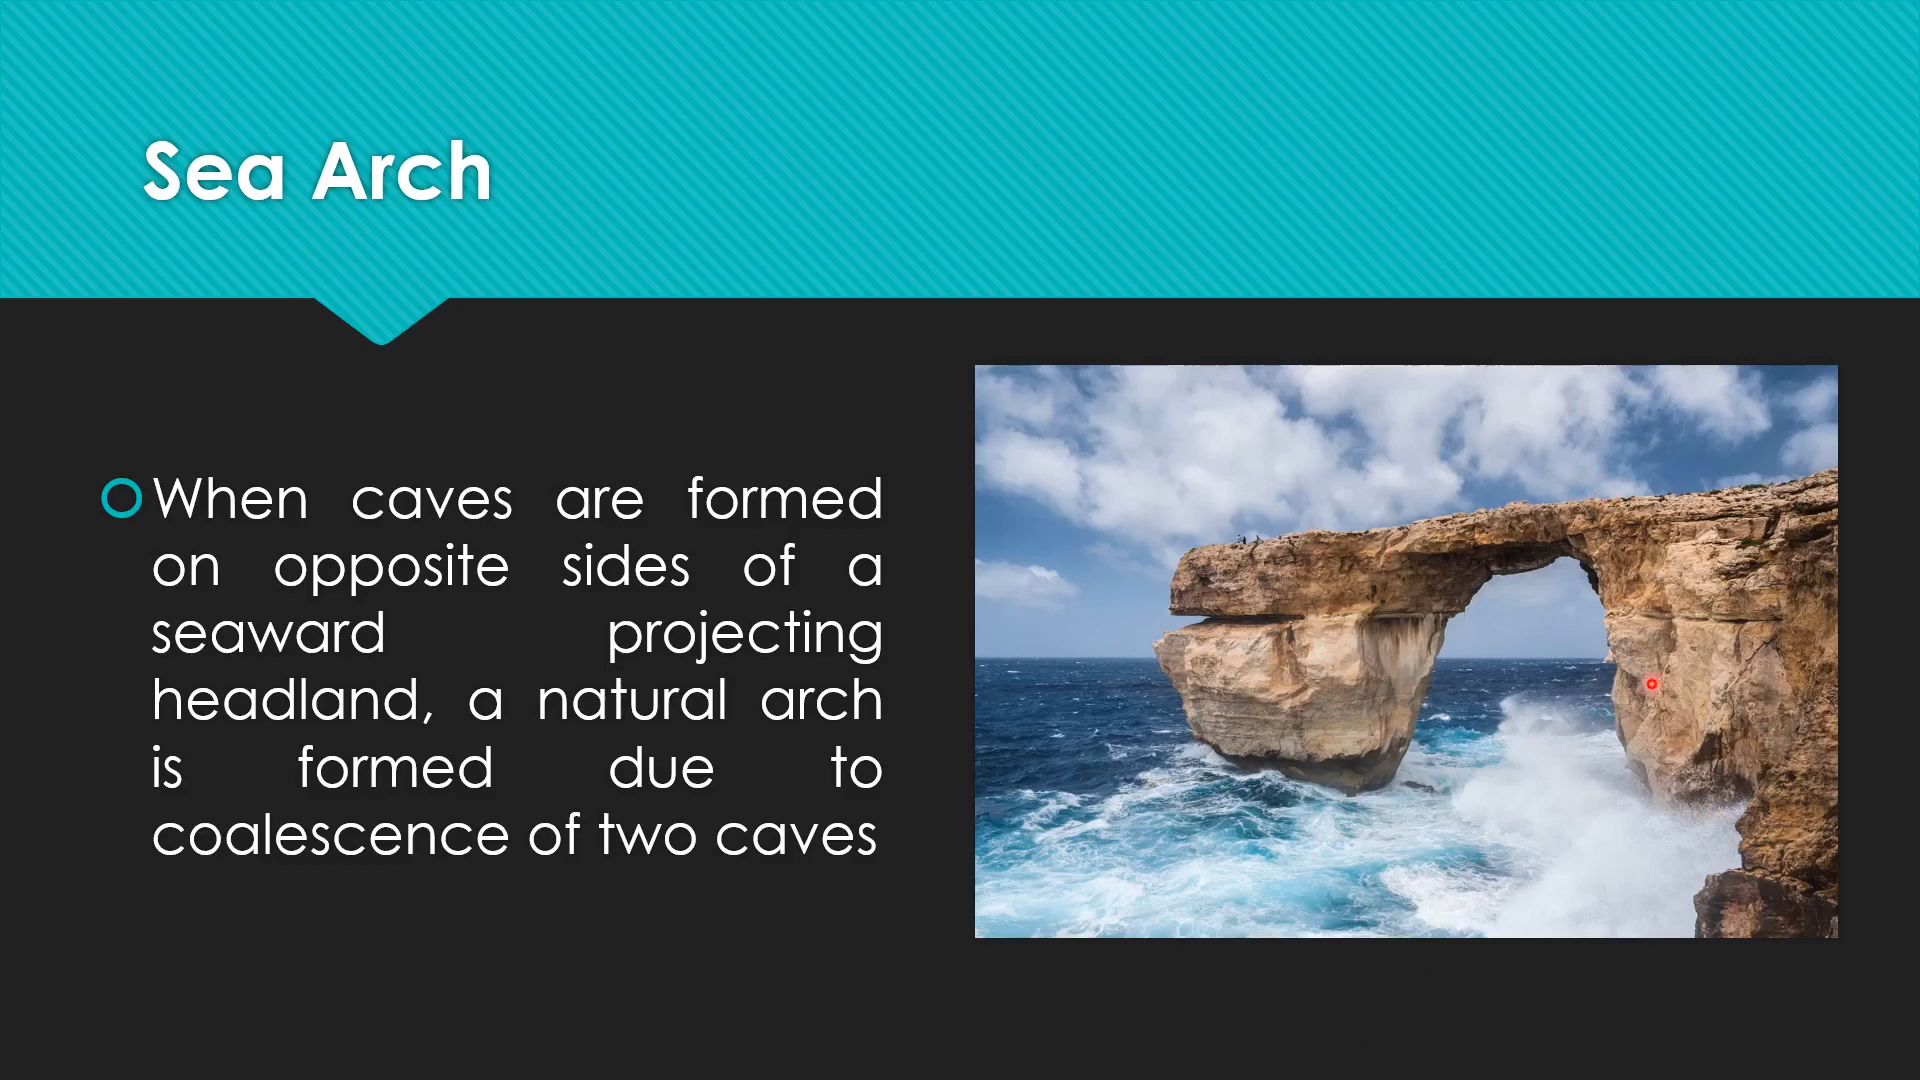 Sea Arch
When caves are formed
on opposite sides of a
seaward projecting
headland, a natural arch
is formed due to
coalescence of two caves